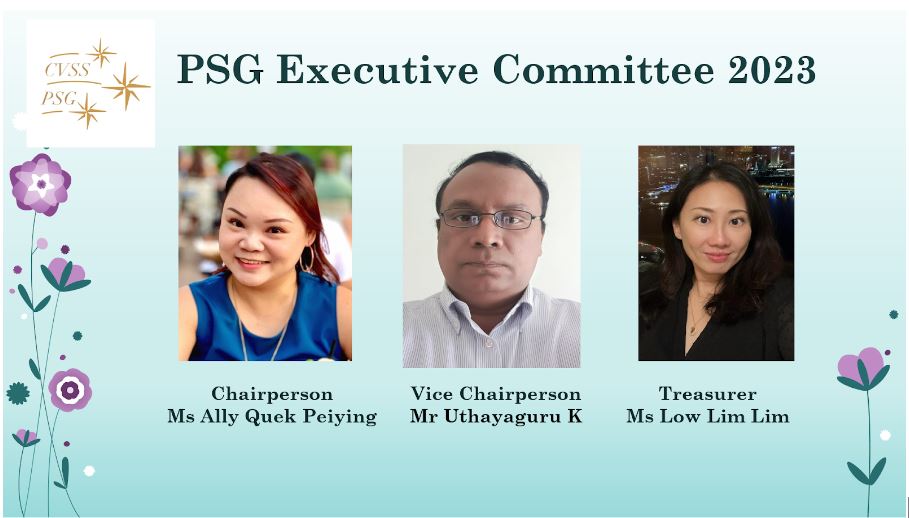 CVSS
PSG
PSG Executive Committee 2023
Chairperson
Ms Ally Quek Peiying
Vice Chairperson
Mr Uthayaguru K
Treasurer
Ms Low Lim Lim